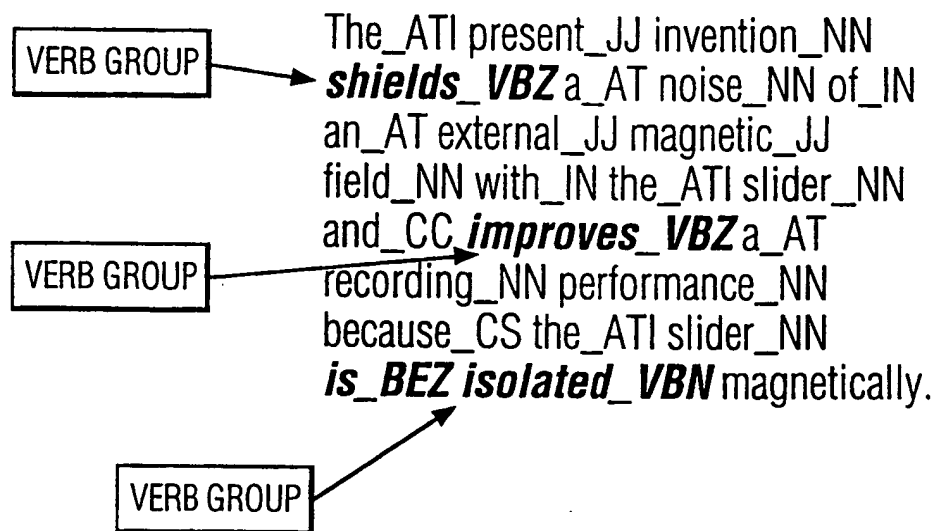 VERB GROUP
The_ATI present_JJ invention_NN
shields_VBZ a_AT noise_NN of_IN
an_AT external_JJ magnetic_JJ
field_NN with_IN the_ATI slider_NN
and_CC improves_VBZ a_AT
VERB GROUP
recording_NN performance_NN
because_CS the_ATI slider_NN
is_BEZ isolated_VBN magnetically.
VERB GROUP